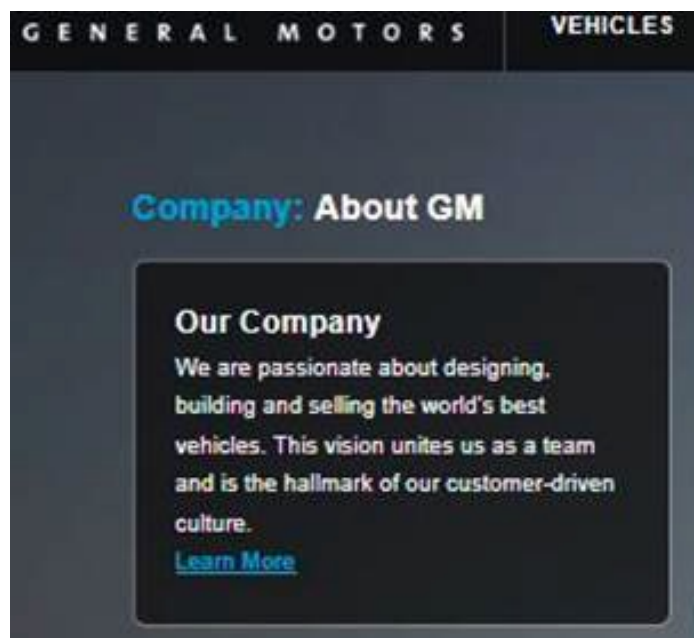 GENERAL MOTORS VEHICLES
Company: About GM
Our Company
We are passionate about designing,
building and selling the world's best
vehicles. This vision unites us as a team
and is the hallmark of our customer-driven
culture.
Learn More